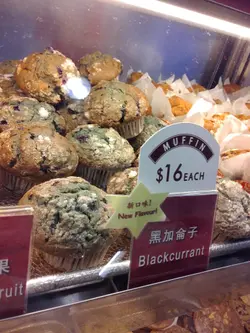 MUFFIN
$16 EACH
新口味!
New Flavour!
黑加侖子
Blackcurrant
果
ruit